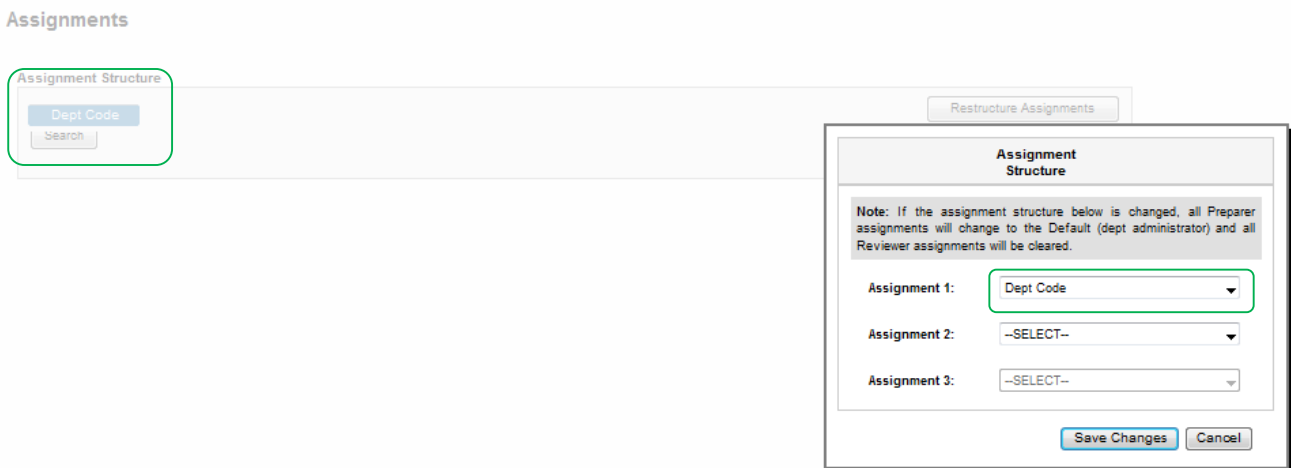 Assignments
Assignment Structure
Dept Code
Search
Restructure Assignments
Assignment
Structure
Note: If the assignment structure below is changed, all Preparer
assignments will change to the Default (dept administrator) and all
Reviewer assignments will be cleared.
Assignment 1: Dept Code
Assignment 2: --SELECT--
Assignment 3: --SELECT--
Save Changes Cancel